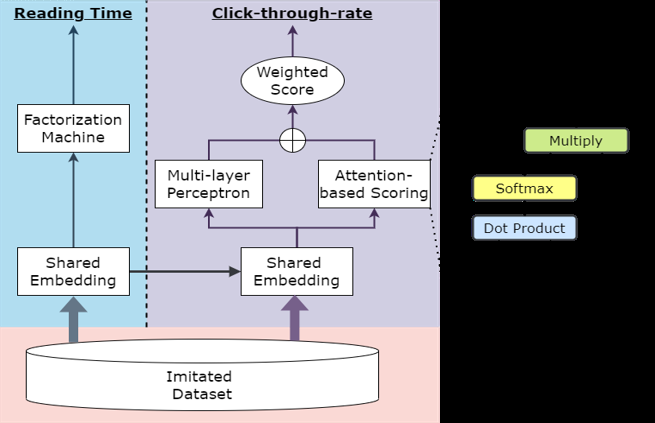 Reading Time
Click-through-rate
Weighted
Score
Factorization
Machine
Multi-layer
Perceptron
Attention-
based Scoring
Multiply
Softmax
Dot Product
Shared
Embedding
Shared
Embedding
Imitated
Dataset